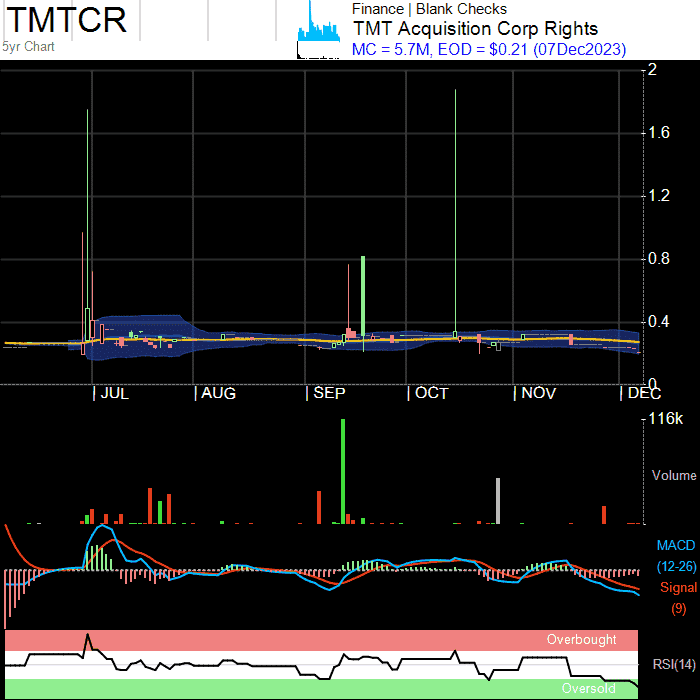 TMTCR
5yr Chart
Finance | Blank Checks
TMT Acquisition Corp Rights
MC = 5.7M, EOD = $0.21 (07Dec2023)
2
1.6
1.2
0.8
0.4
0
JUL
AUG
SEP
OCT
NOV
DEC
116k
Volume
MACD
(12-26)
Signal
(9)
Overbought
RSI(14)
Oversold